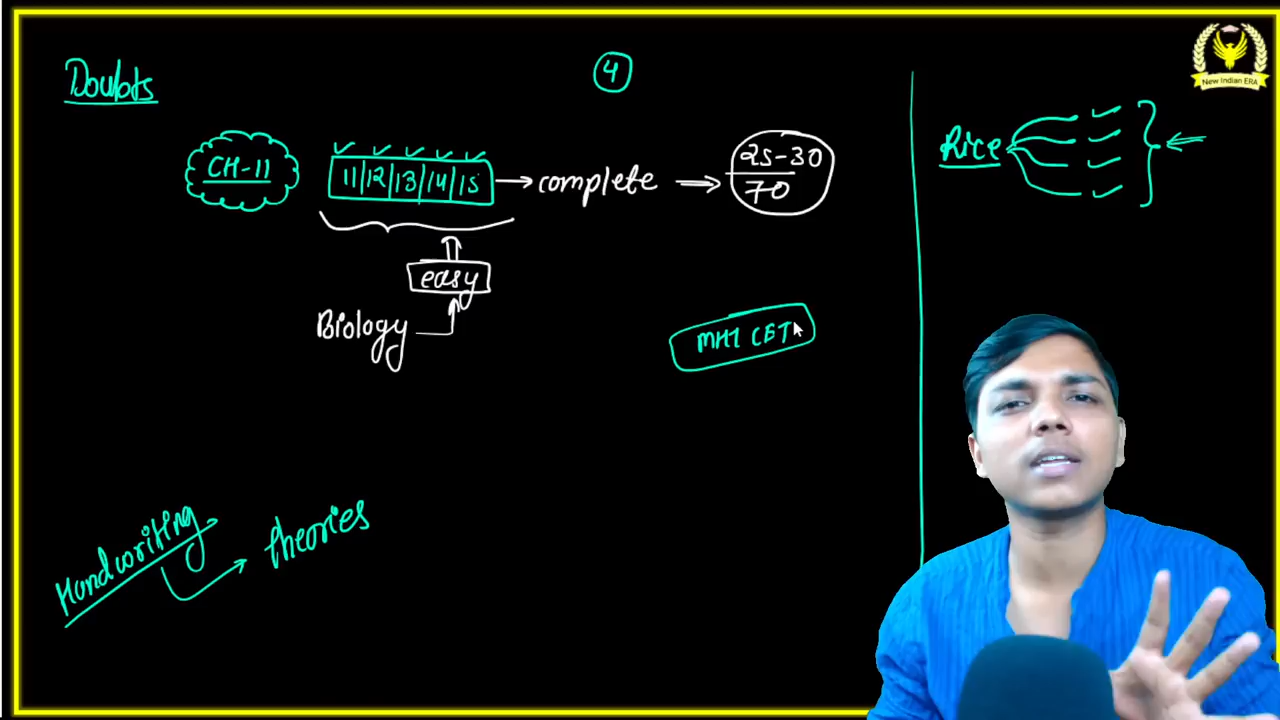 Doubts
4
New Indian ERA
CH-11
11 | 12 | 13 | 14 | 15
complete
25-30
70
Rice
easy
Biology
MHT CET
Handwriting
theories